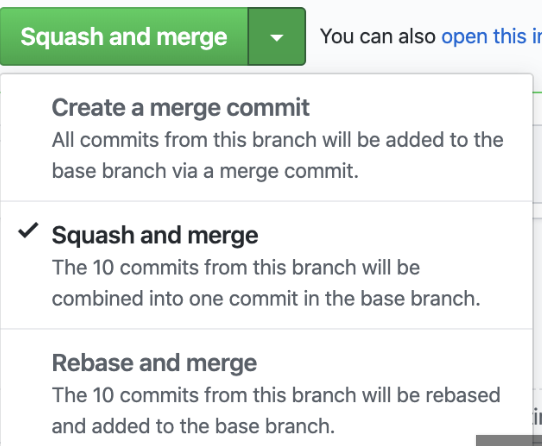 Squash and merge
You can also open this
Create a merge commit
All commits from this branch will be added to the
base branch via a merge commit.
Squash and merge
The 10 commits from this branch will be
combined into one commit in the base branch.
Rebase and merge
The 10 commits from this branch will be rebased
and added to the base branch.